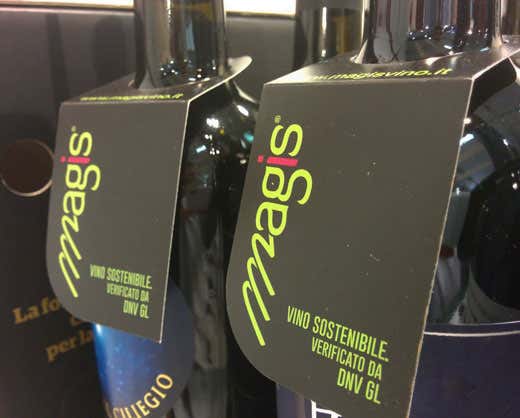 www.magisvino.it
magis®
VINO SOSTENIBILE.
VERIFICATO DA
DNV GL
www.magisvino.it
magis®
VINO SOSTENIBILE.
VERIFICATO DA
DNV GL
La fo
per la
CILIEGIO